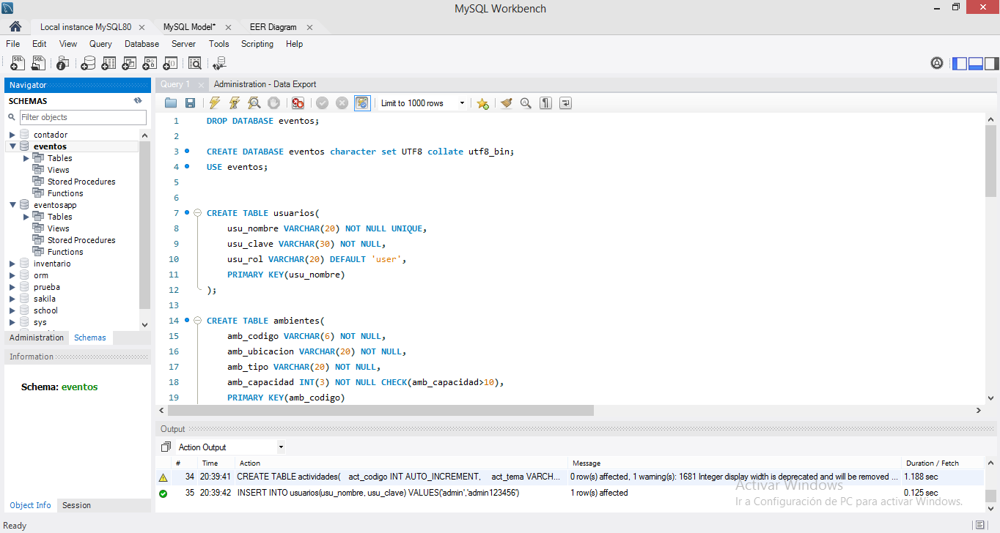 MySQL Workbench
Local instance MySQL80
MySQL Model*
EER Diagram
File Edit View Query Database Server Tools Scripting Help
Navigator
SCHEMAS
Filter objects
contador
eventos
Tables
Views
Stored Procedures
Functions
eventosapp
Tables
Views
Stored Procedures
Functions
inventario
orm
prueba
sakila
school
sys
Administration Schemas
Information
Schema: eventos
Object Info Session
Query 1
Administration - Data Export
Limit to 1000 rows
1 DROP DATABASE eventos;
2
3 CREATE DATABASE eventos character set UTF8 collate utf8_bin;
4 USE eventos;
5
6
7 CREATE TABLE usuarios(
8 usu_nombre VARCHAR(20) NOT NULL UNIQUE,
9 usu_clave VARCHAR(30) NOT NULL,
10 usu_rol VARCHAR(20) DEFAULT 'user',
11 PRIMARY KEY(usu_nombre)
12 );
13
14 CREATE TABLE ambientes(
15 amb_codigo VARCHAR(6) NOT NULL,
16 amb_ubicacion VARCHAR(20) NOT NULL,
17 amb_tipo VARCHAR(20) NOT NULL,
18 amb_capacidad INT(3) NOT NULL CHECK(amb_capacidad>10),
19 PRIMARY KEY(amb_codigo)
Output
Action Output
# Time Action Message Duration / Fetch
34 20:39:41 CREATE TABLE actividades( act_codigo INT AUTO_INCREMENT, act_tema VARCH... 0 row(s) affected, 1 warning(s): 1681 Integer display width is deprecated and will be removed ... 1.188 sec
35 20:39:42 INSERT INTO usuarios(usu_nombre, usu_clave) VALUES('admin','admin123456') 1 row(s) affected 0.125 sec
Activar Windows
Ir a Configuración de PC para activar Windows.
Ready